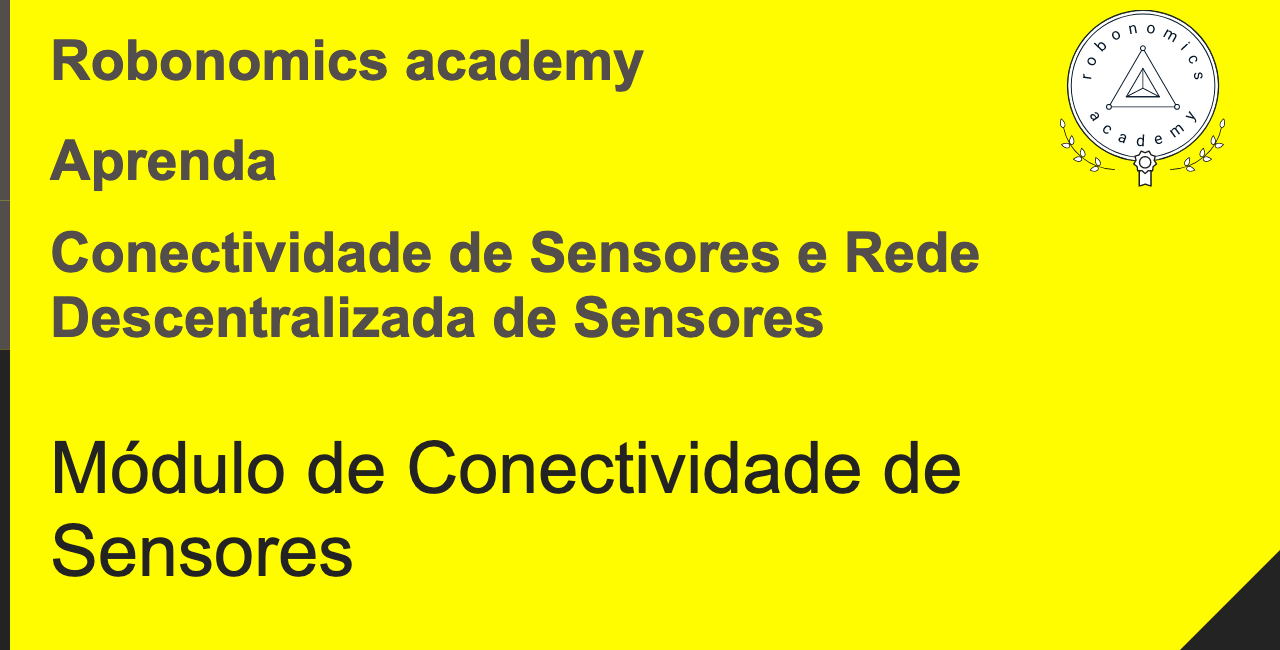 Robonomics academy
robonomics
academy
Aprenda
Conectividade de Sensores e Rede
Descentralizada de Sensores
Módulo de Conectividade de
Sensores